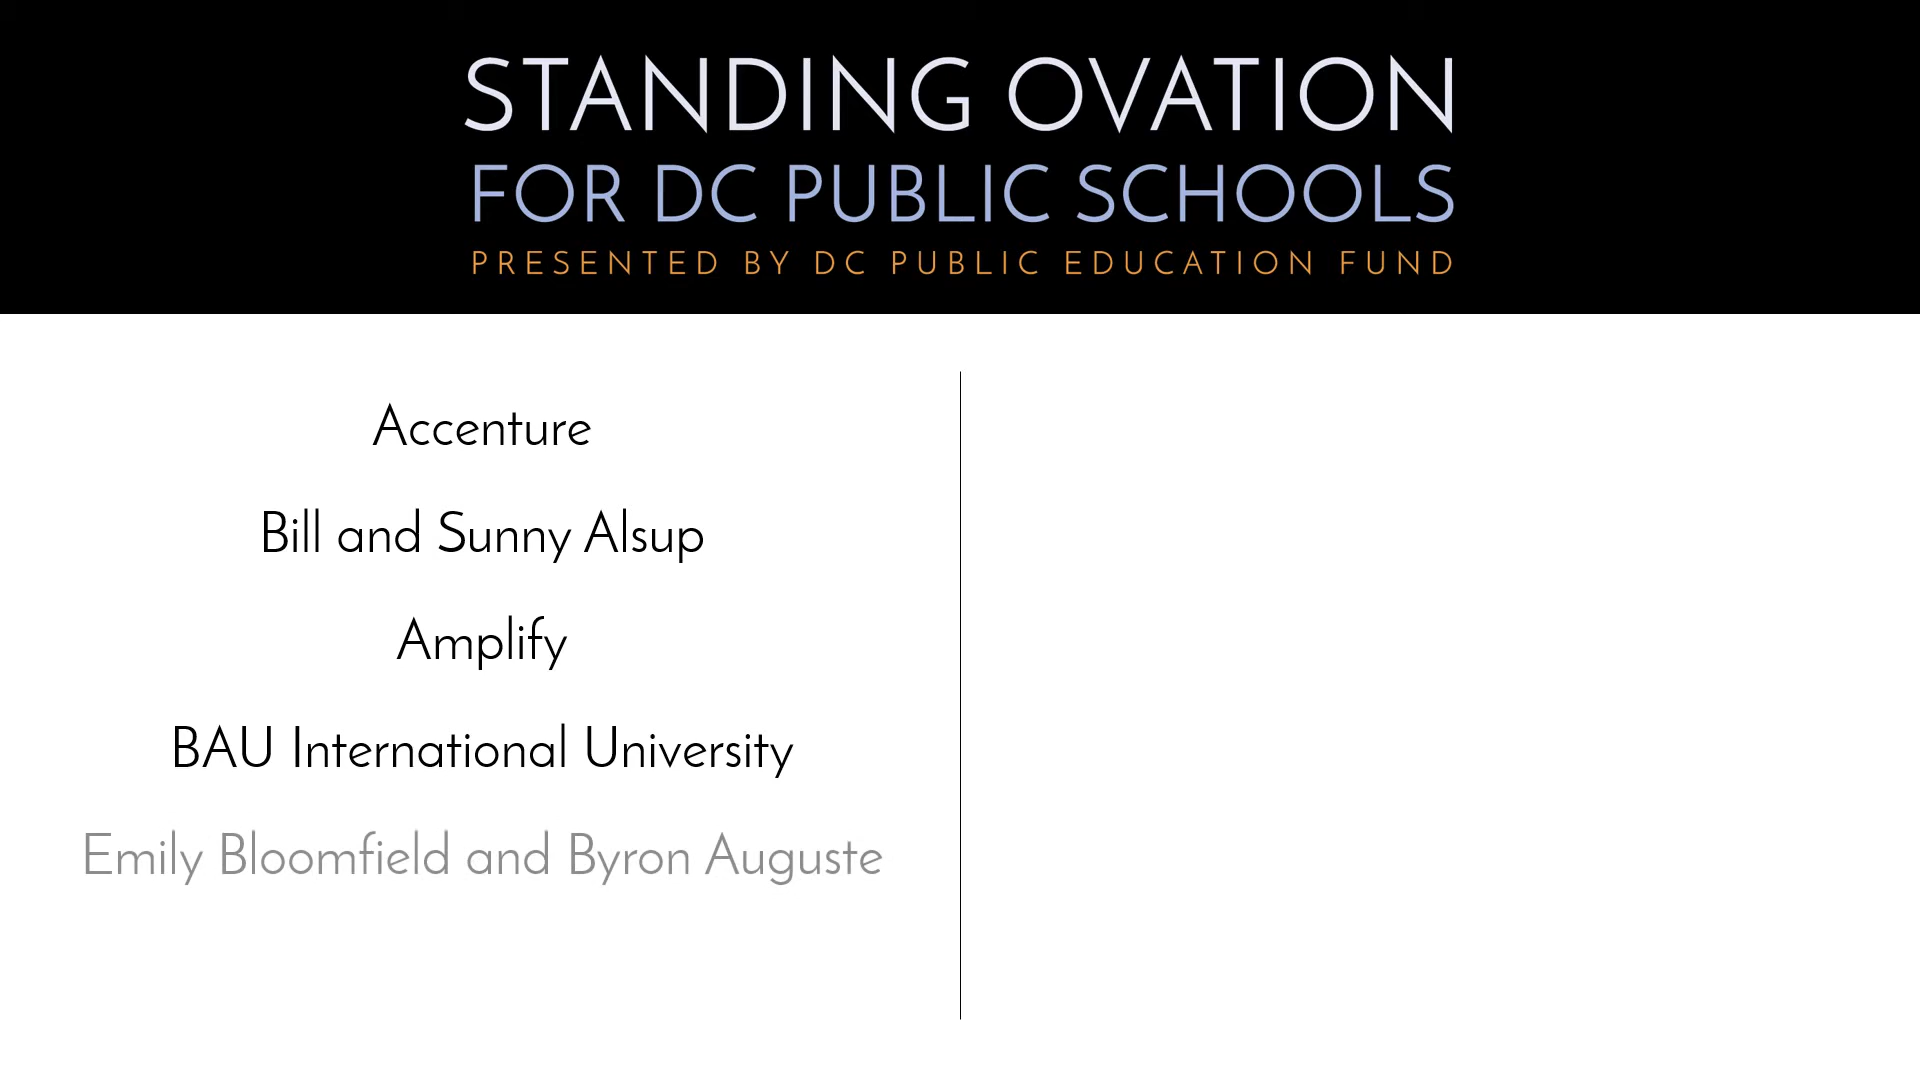 STANDING OVATION
FOR DC PUBLIC SCHOOLS
PRESENTED BY DC PUBLIC EDUCATION FUND
Accenture
Bill and Sunny Alsup
Amplify
BAU International University
Emily Bloomfield and Byron Auguste